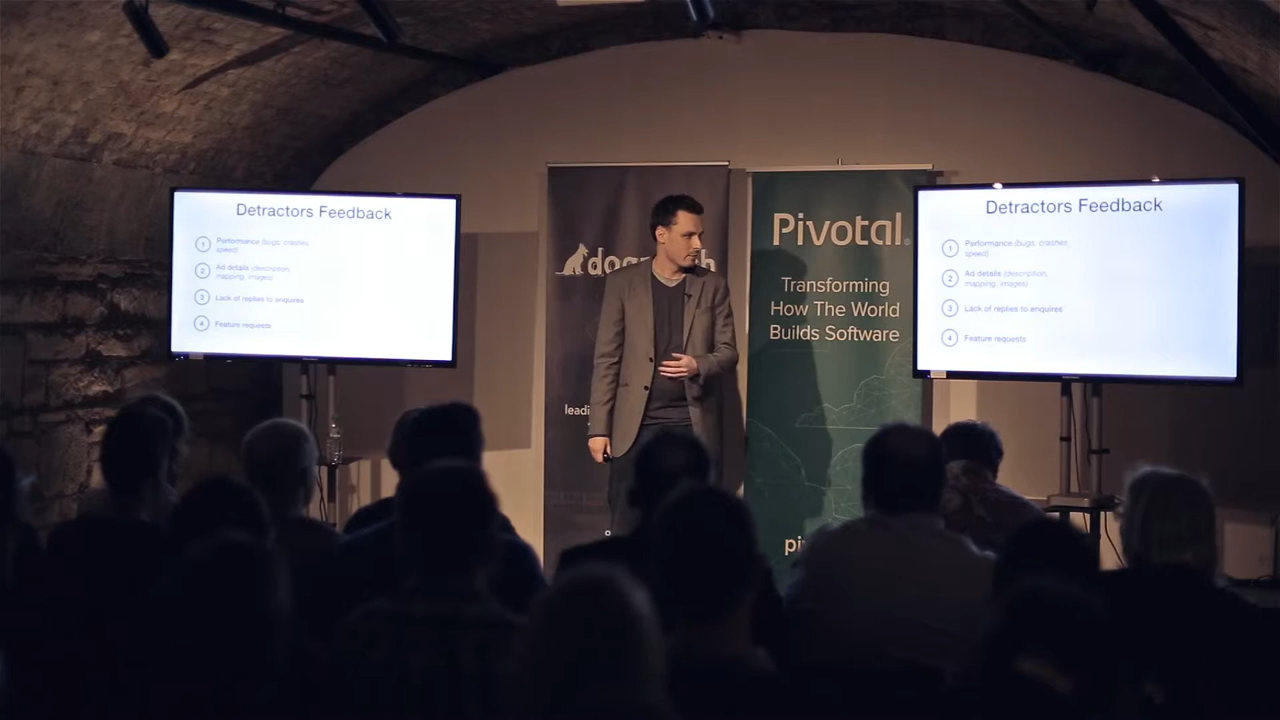 Detractors Feedback
1 Performance (bugs, crashes,
speed)
2 Ad details (description,
mapping, images)
3 Lack of replies to enquires
4 Feature requests
leadi
Pivotal
Transforming
How The World
Builds Software
pi
Detractors Feedback
1 Performance (bugs, crashes,
speed)
2 Ad details (description,
mapping, images)
3 Lack of replies to enquires
4 Feature requests